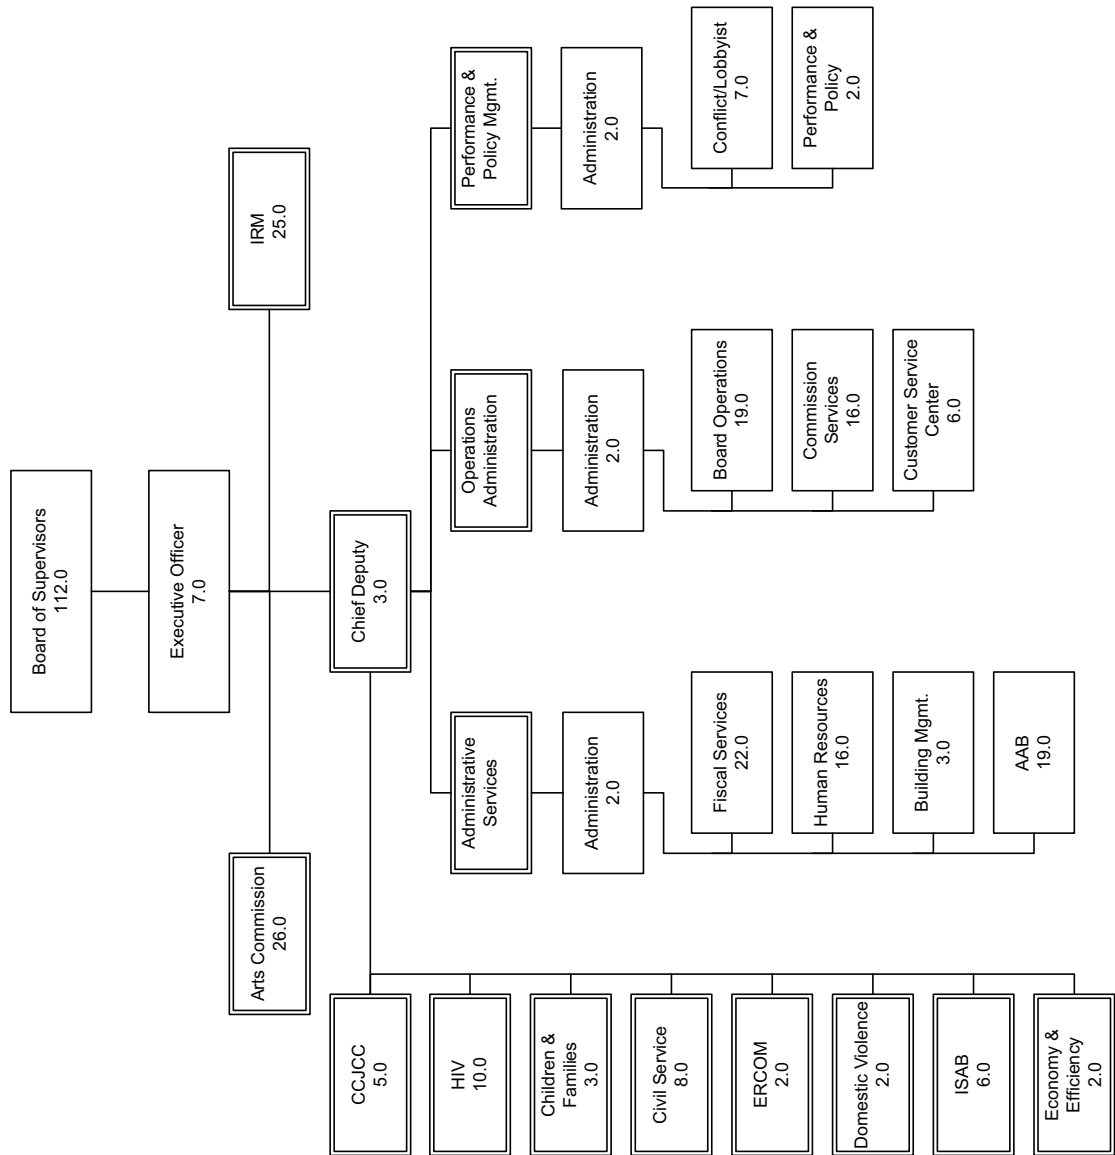 Board of Supervisors
112.0
Executive Officer
7.0
Arts Commission
26.0
IRM
25.0
Chief Deputy
3.0
CCJCC
5.0
HIV
10.0
Children &
Families
3.0
Civil Service
8.0
ERCOM
2.0
Domestic Violence
2.0
ISAB
6.0
Economy &
Efficiency
2.0
Administrative
Services
Administration
2.0
Fiscal Services
22.0
Human Resources
16.0
Building Mgmt.
3.0
AAB
19.0
Operations
Administration
Administration
2.0
Board Operations
19.0
Commission
Services
16.0
Customer Service
Center
6.0
Performance &
Policy Mgmt.
Administration
2.0
Conflict/Lobbyist
7.0
Performance &
Policy
2.0